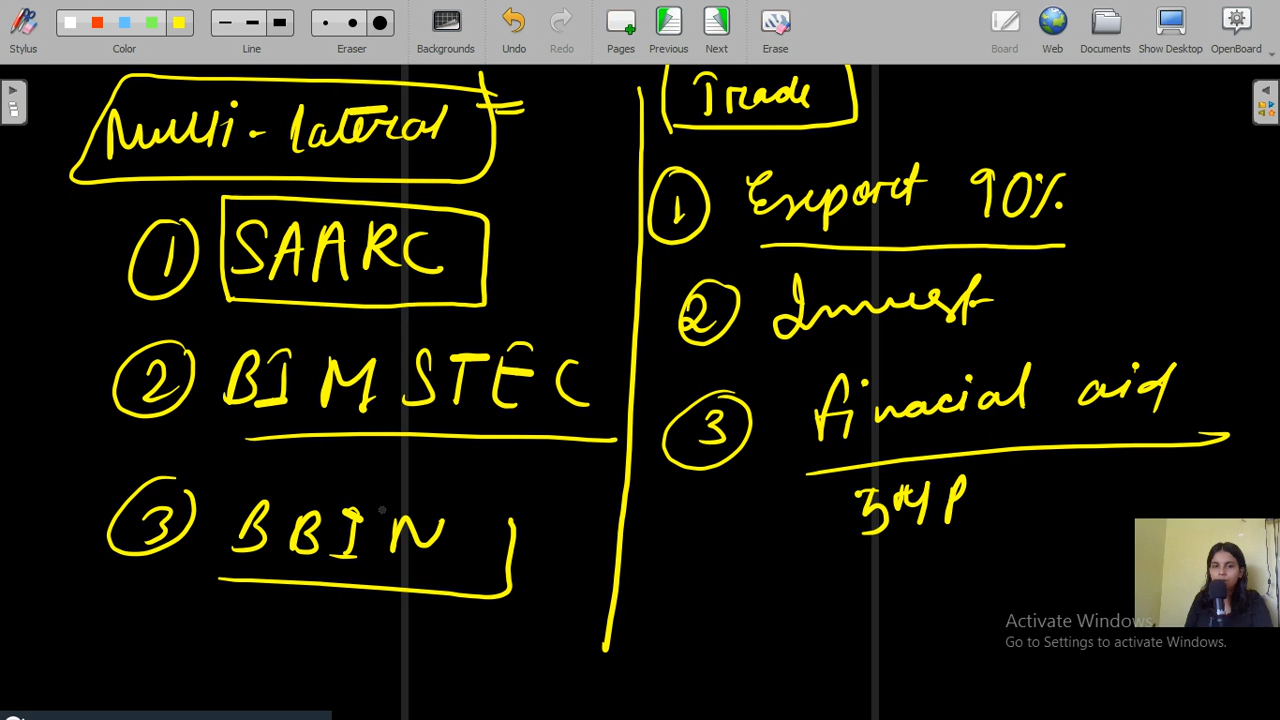 Stylus
Color
Line
Eraser
Backgrounds
Undo
Redo
Pages
Previous
Next
Erase
Board
Web
Documents
Show Desktop
OpenBoard
Multi-lateral
1 SAARC
2 BIMSTEC
3 BBIN
Trade
1 Export 90%
2 Invest
3 finacial aid
Activate Windows
Go to Settings to activate Windows.